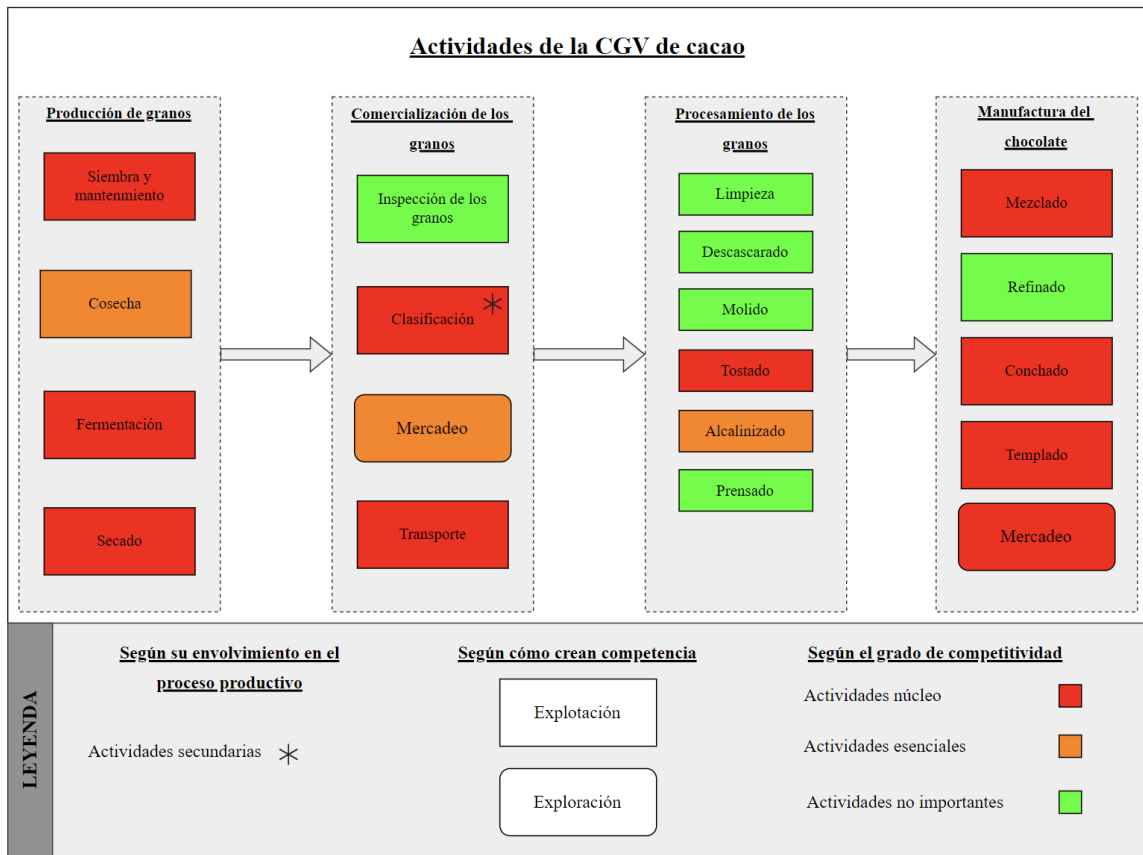 Actividades de la CGV de cacao
Producción de granos
Siembra y
mantenmiento
Cosecha
Fermentación
Secado
Comercialización de los
granos
Inspección de los
granos
Clasificación
Mercadeo
Transporte
Procesamiento de los
granos
Limpieza
Descascarado
Molido
Tostado
Alcalinizado
Prensado
Manufactura del
chocolate
Mezclado
Refinado
Conchado
Templado
Mercadeo
LEYENDA
Según su envolvimiento en el
proceso productivo
Actividades secundarias
Según cómo crean competencia
Explotación
Exploración
Según el grado de competitividad
Actividades núcleo
Actividades esenciales
Actividades no importantes